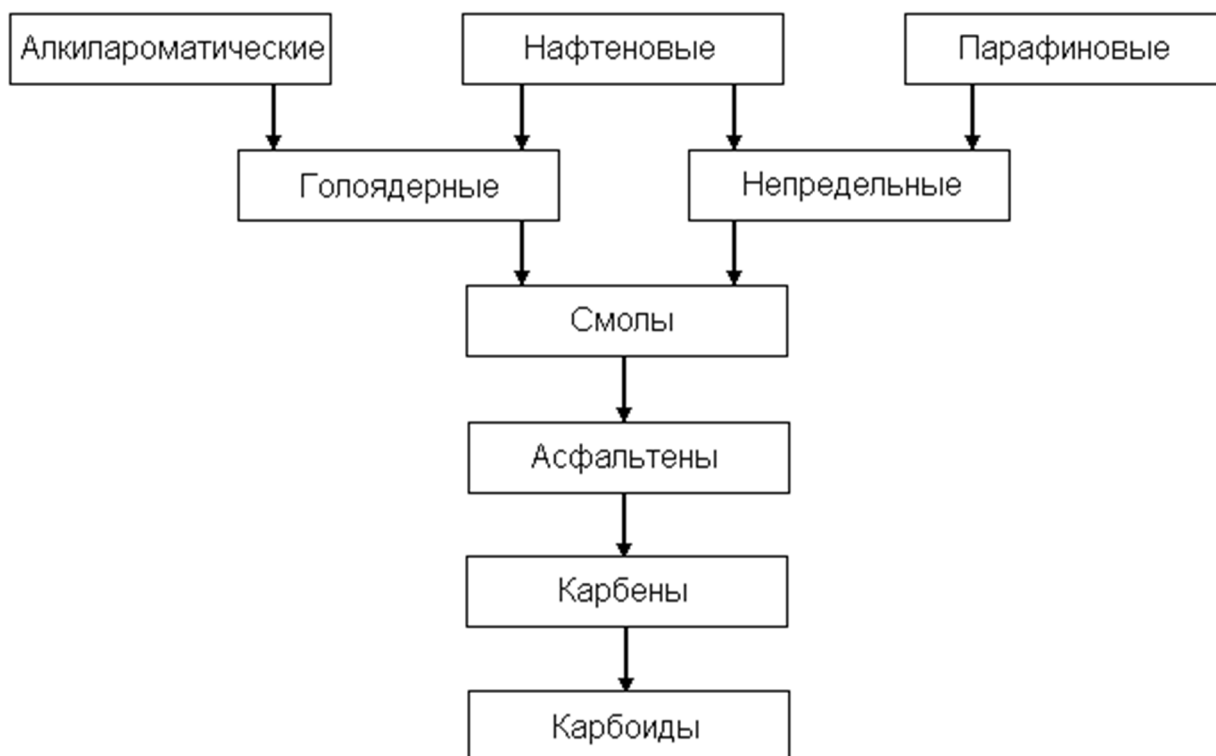 Алкилароматические
Нафтеновые
Парафиновые
Голоядерные
Непредельные
Смолы
Асфальтены
Карбены
Карбоиды